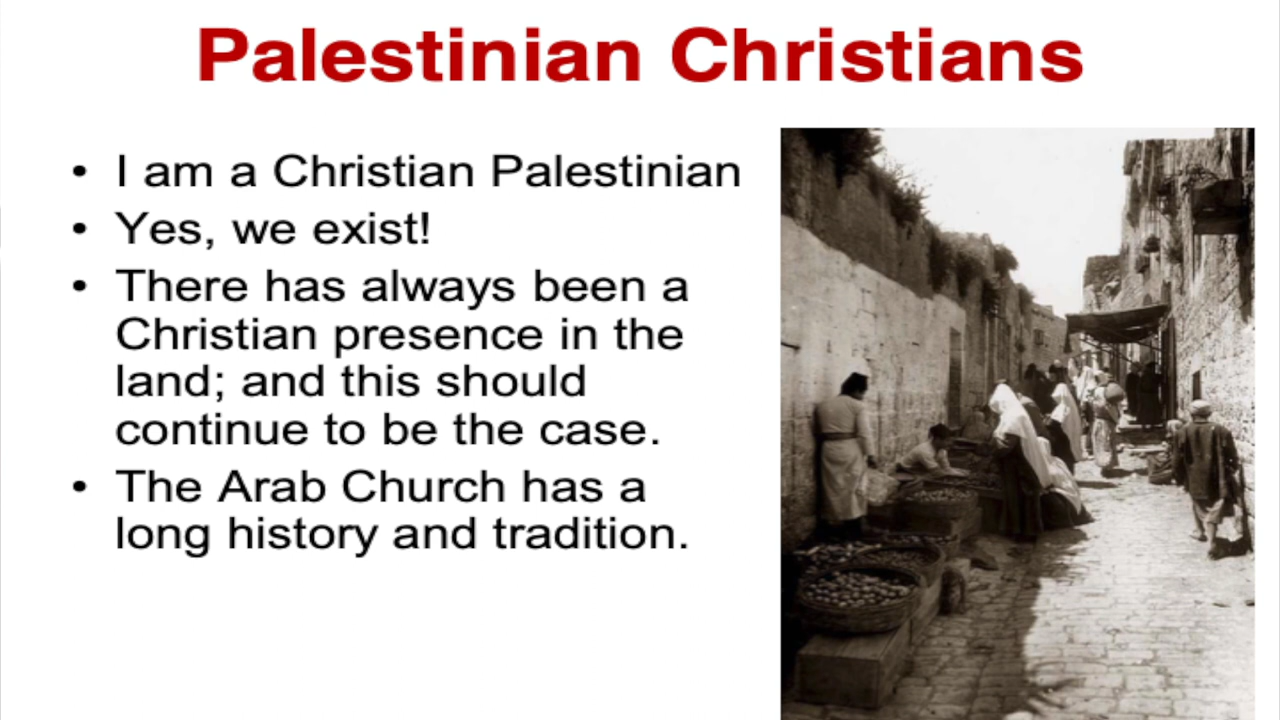 Palestinian Christians
• I am a Christian Palestinian
• Yes, we exist!
• There has always been a
Christian presence in the
land; and this should
continue to be the case.
• The Arab Church has a
long history and tradition.